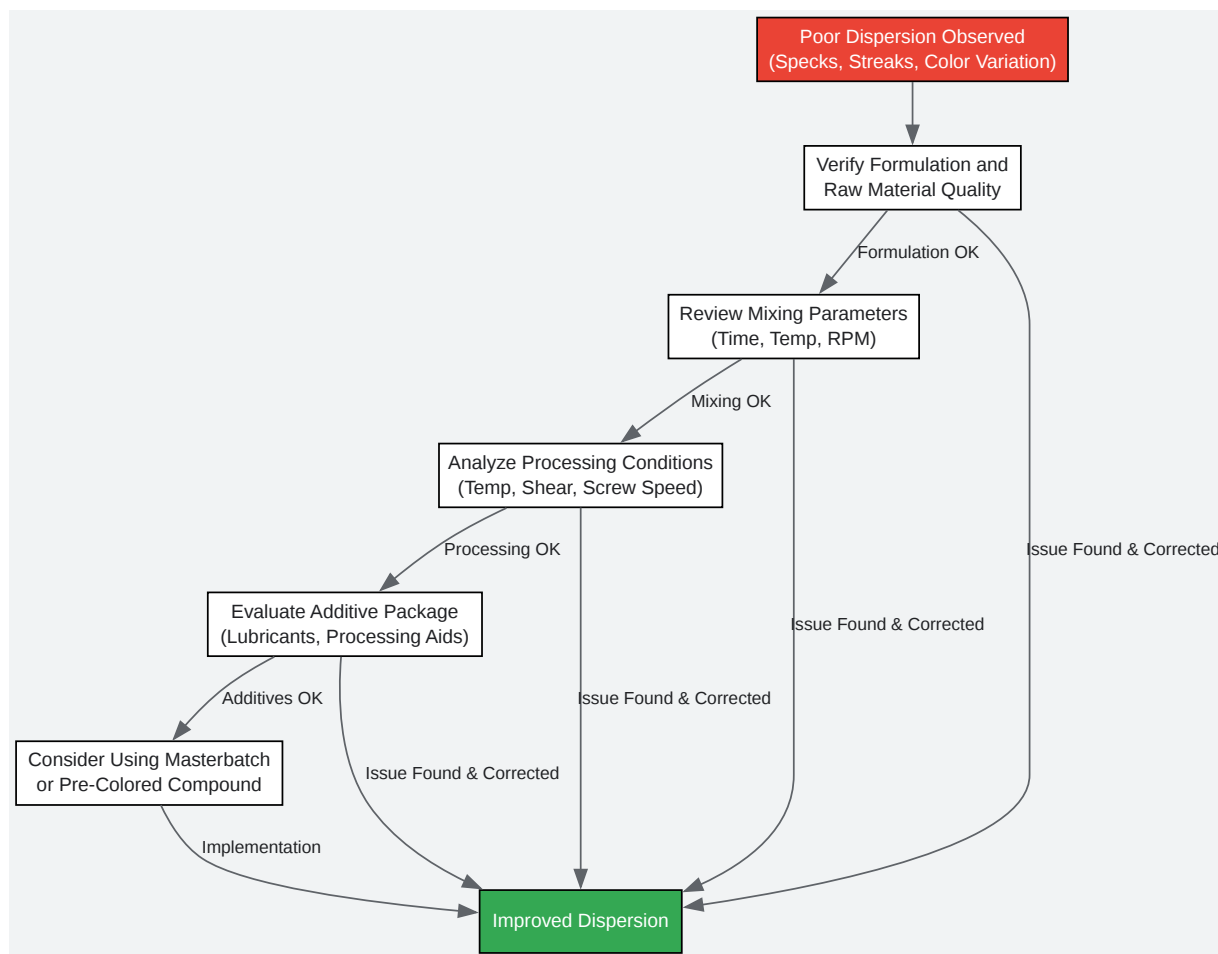 Poor Dispersion Observed
(Specks, Streaks, Color Variation)
Verify Formulation and
Raw Material Quality
Formulation OK
Review Mixing Parameters
(Time, Temp, RPM)
Mixing OK
Analyze Processing Conditions
(Temp, Shear, Screw Speed)
Processing OK
Issue Found & Corrected
Evaluate Additive Package
(Lubricants, Processing Aids)
Issue Found & Corrected
Additives OK
Issue Found & Corrected
Consider Using Masterbatch
or Pre-Colored Compound
Issue Found & Corrected
Implementation
Improved Dispersion